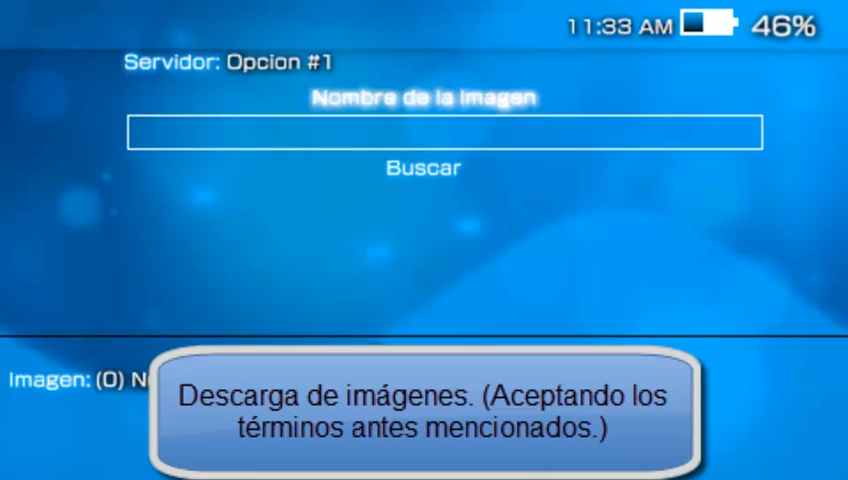 11:33 AM 46%
Servidor: Opcion #1
Nombre de la Imagen
Buscar
Imagen: (0)
Descarga de imágenes. (Aceptando los
términos antes mencionados.)